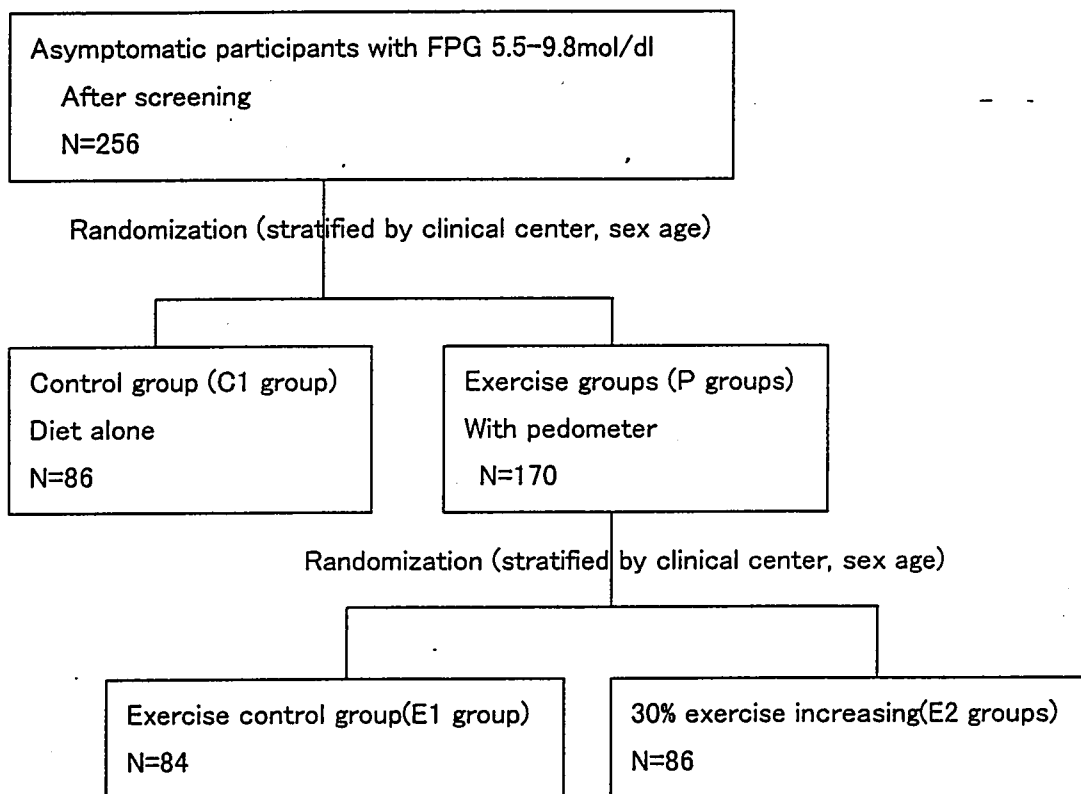 Asymptomatic participants with FPG 5.5-9.8mol/dl
After screening
N=256
Randomization (stratified by clinical center, sex age)
Control group (C1 group)
Diet alone
N=86
Exercise groups (P groups)
With pedometer
N=170
Randomization (stratified by clinical center, sex age)
Exercise control group(E1 group)
N=84
30% exercise increasing(E2 groups)
N=86